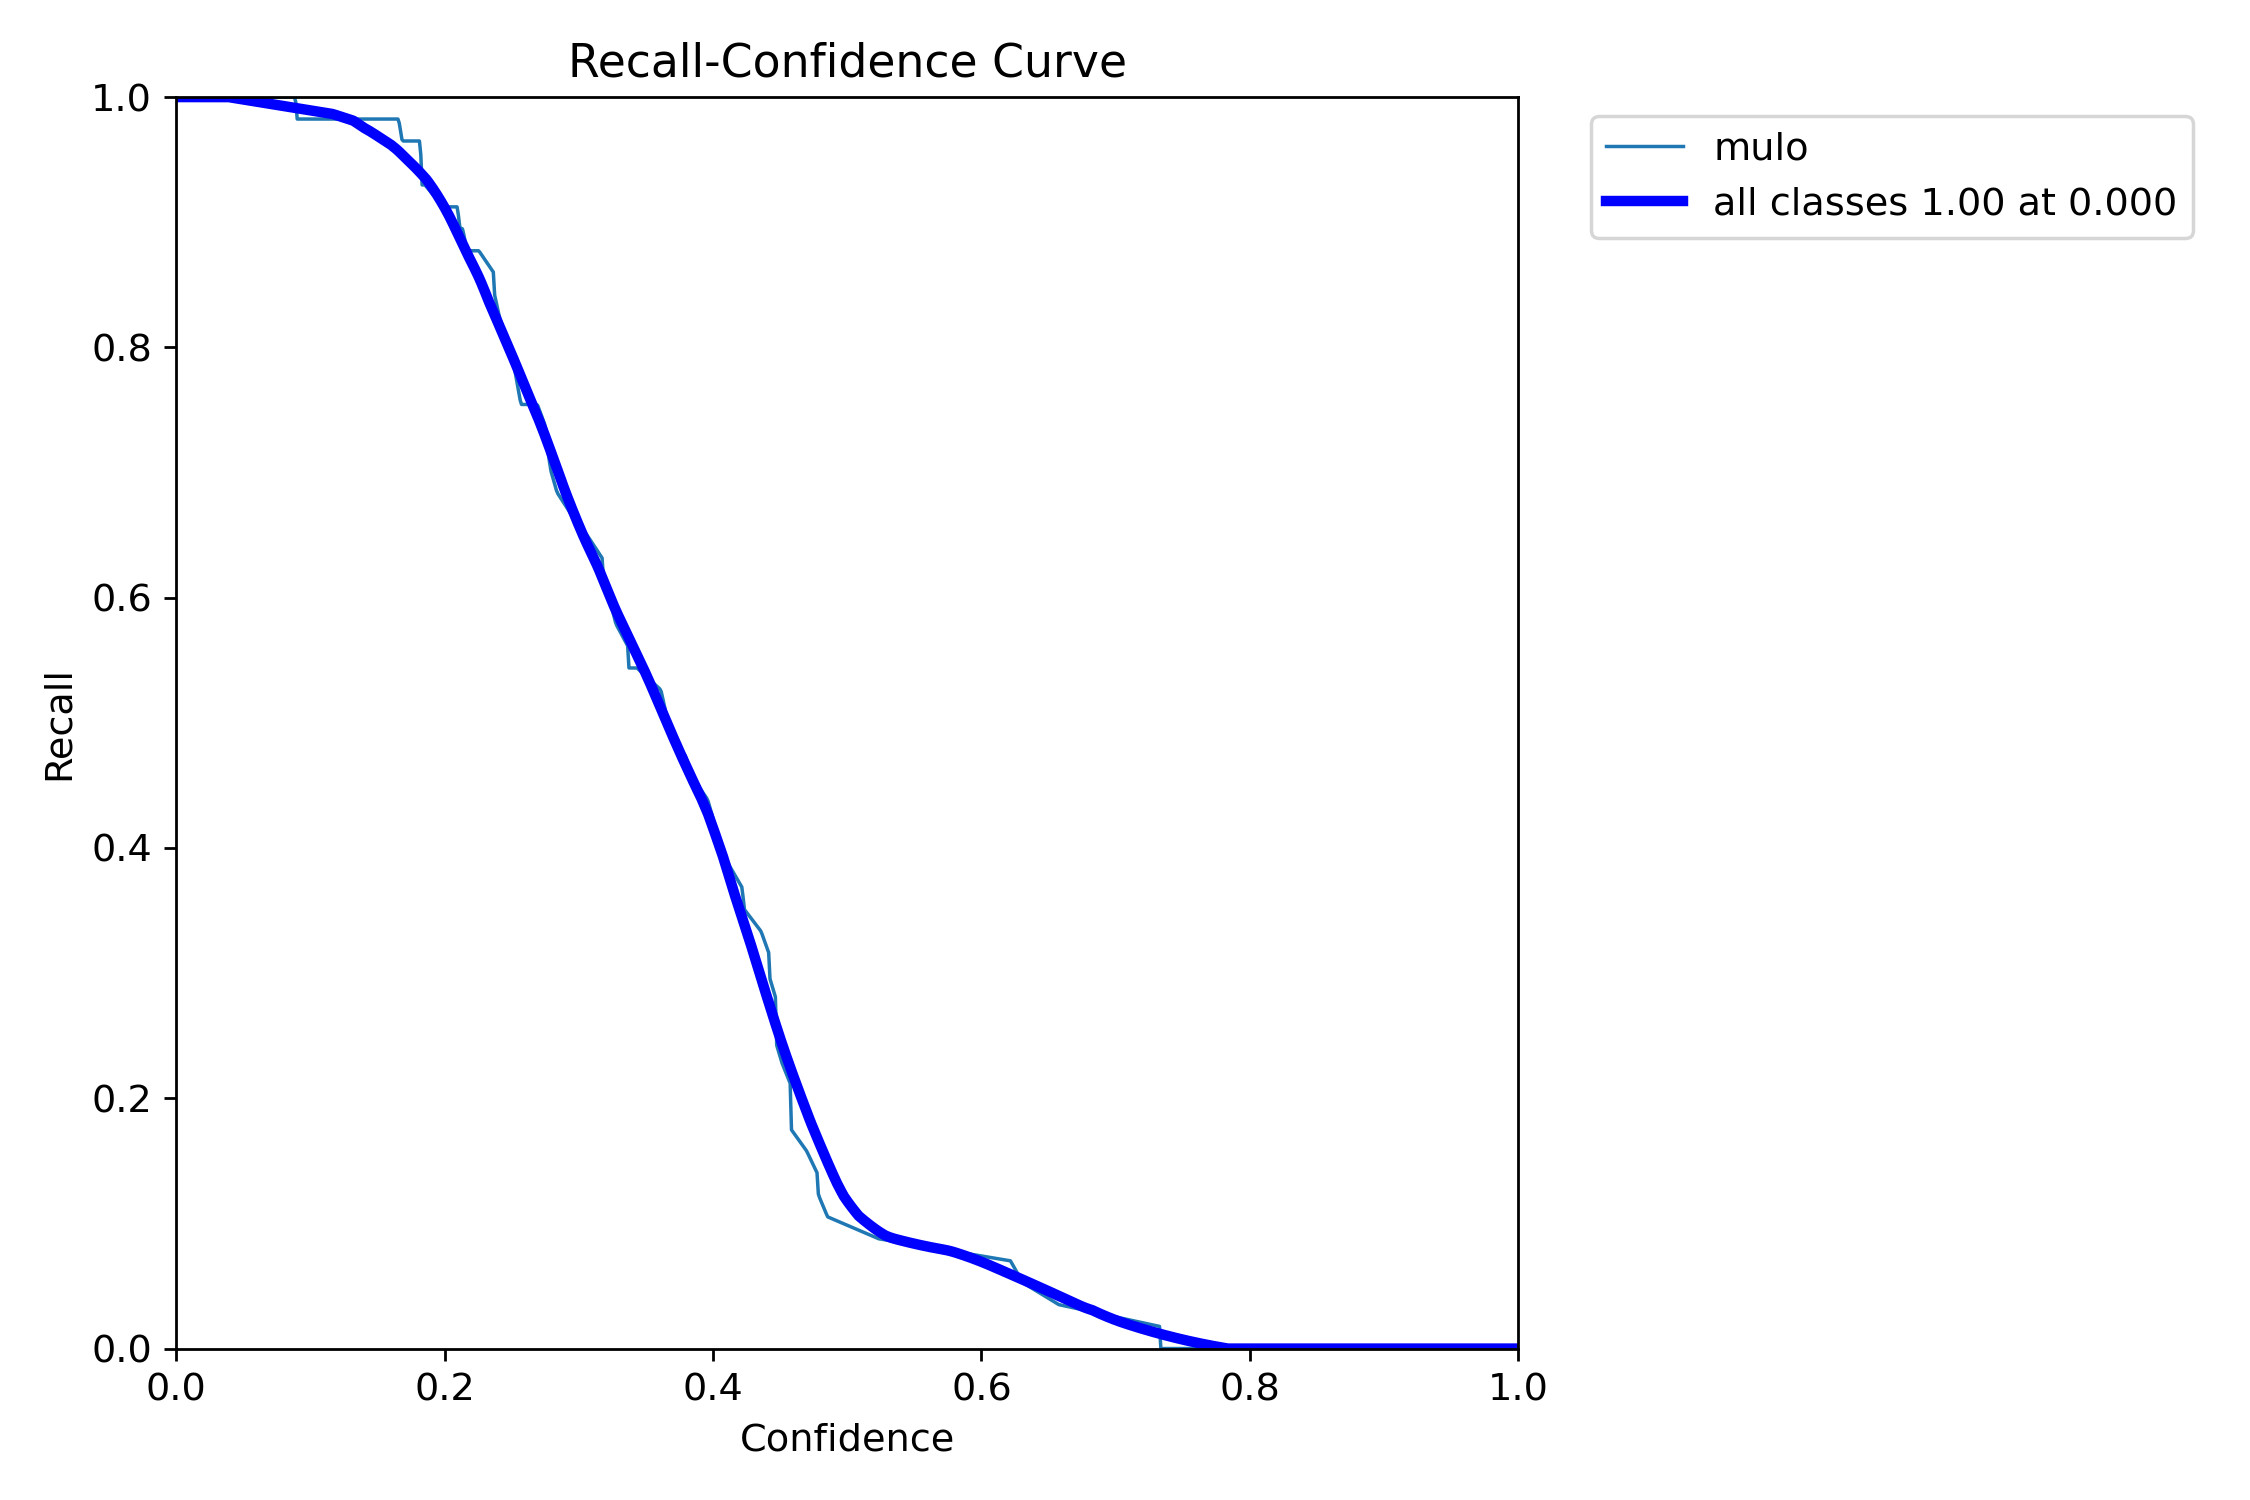 Recall-Confidence Curve
1.0
0.8
0.6
0.4
0.2
0.0
Recall
0.0 0.2 0.4 0.6 0.8 1.0
Confidence
mulo
all classes 1.00 at 0.000